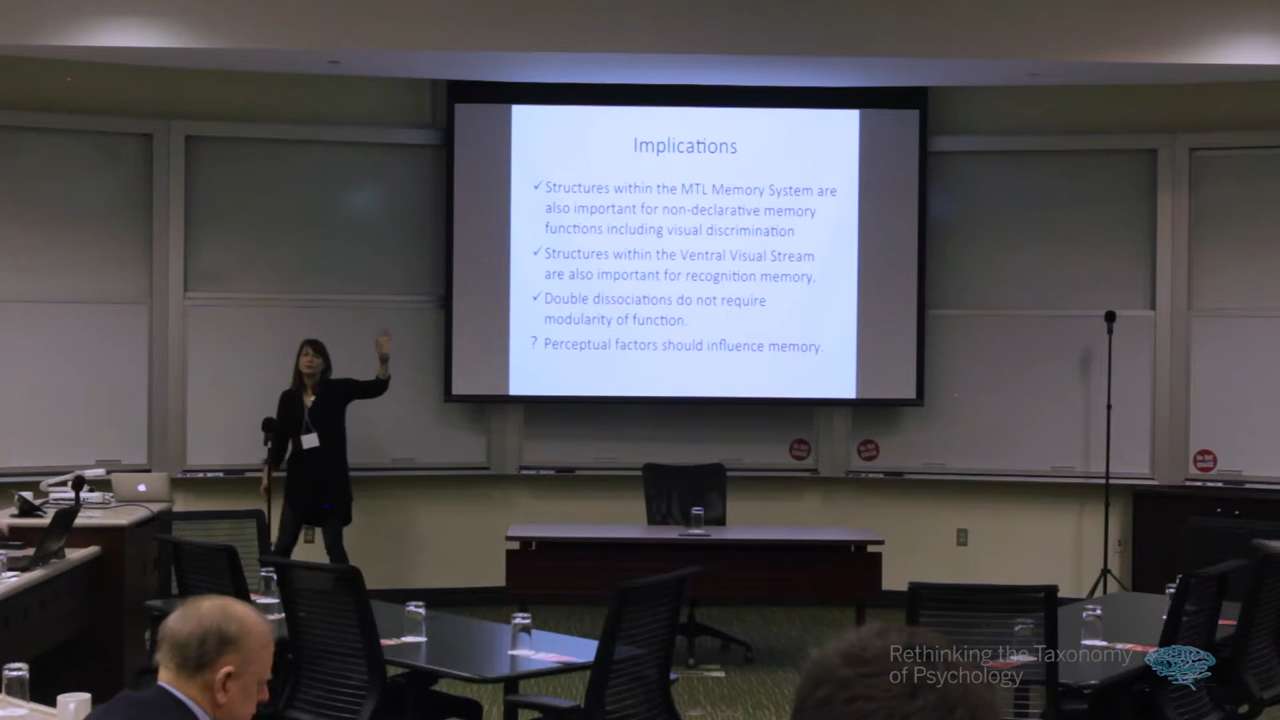 Implications
✓ Structures within the MTL Memory System are
also important for non-declarative memory
functions including visual discrimination
✓ Structures within the Ventral Visual Stream
are also important for recognition memory.
✓ Double dissociations do not require
modularity of function.
? Perceptual factors should influence memory.
Rethinking the Taxonomy
of Psychology